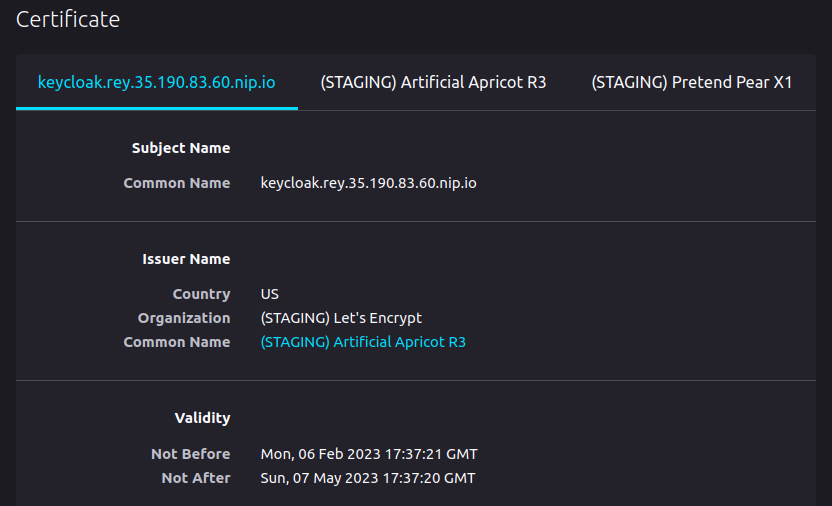 Certificate
keycloak.rey.35.190.83.60.nip.io (STAGING) Artificial Apricot R3 (STAGING) Pretend Pear X1
Subject Name
Common Name keycloak.rey.35.190.83.60.nip.io
Issuer Name
Country US
Organization (STAGING) Let's Encrypt
Common Name (STAGING) Artificial Apricot R3
Validity
Not Before Mon, 06 Feb 2023 17:37:21 GMT
Not After Sun, 07 May 2023 17:37:20 GMT